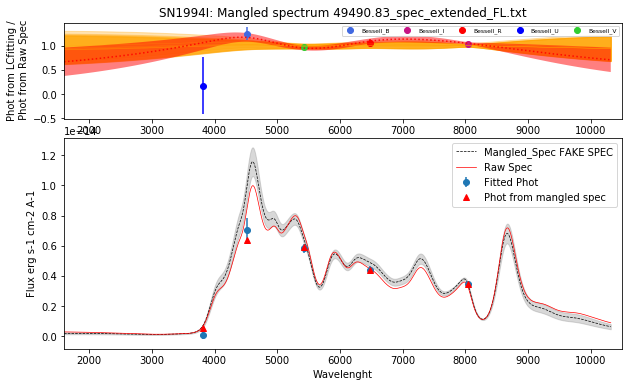 SN1994I: Mangled spectrum 49490.83_spec_extended_FL.txt
Phot from LCfitting /
Phot from Raw Spec
1.0
0.5
0.0
-0.5
Bessell_B
Bessell_I
Bessell_R
Bessell_U
Bessell_V
2000 3000 4000 5000 6000 7000 8000 9000 10000
1e-14
Flux erg s-1 cm-2 A-1
1.2
1.0
0.8
0.6
0.4
0.2
0.0
Mangled_Spec FAKE SPEC
Raw Spec
Fitted Phot
Phot from mangled spec
2000 3000 4000 5000 6000 7000 8000 9000 10000
Wavelenght